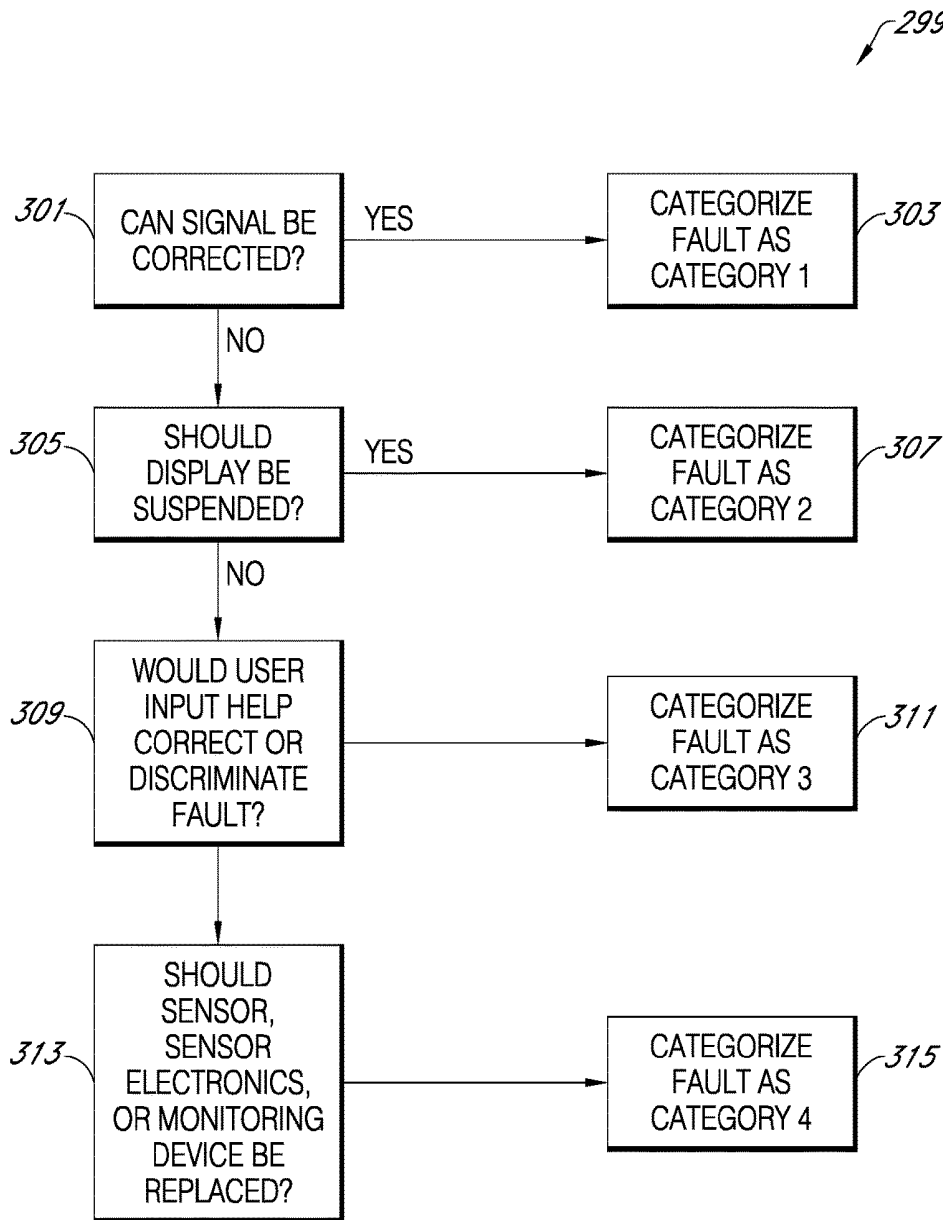 299
301
CAN SIGNAL BE
CORRECTED?
YES
CATEGORIZE
FAULT AS
CATEGORY 1
303
NO
305
SHOULD
DISPLAY BE
SUSPENDED?
YES
CATEGORIZE
FAULT AS
CATEGORY 2
307
NO
309
WOULD USER
INPUT HELP
CORRECT OR
DISCRIMINATE
FAULT?
CATEGORIZE
FAULT AS
CATEGORY 3
311
313
SHOULD
SENSOR,
SENSOR
ELECTRONICS,
OR MONITORING
DEVICE BE
REPLACED?
CATEGORIZE
FAULT AS
CATEGORY 4
315